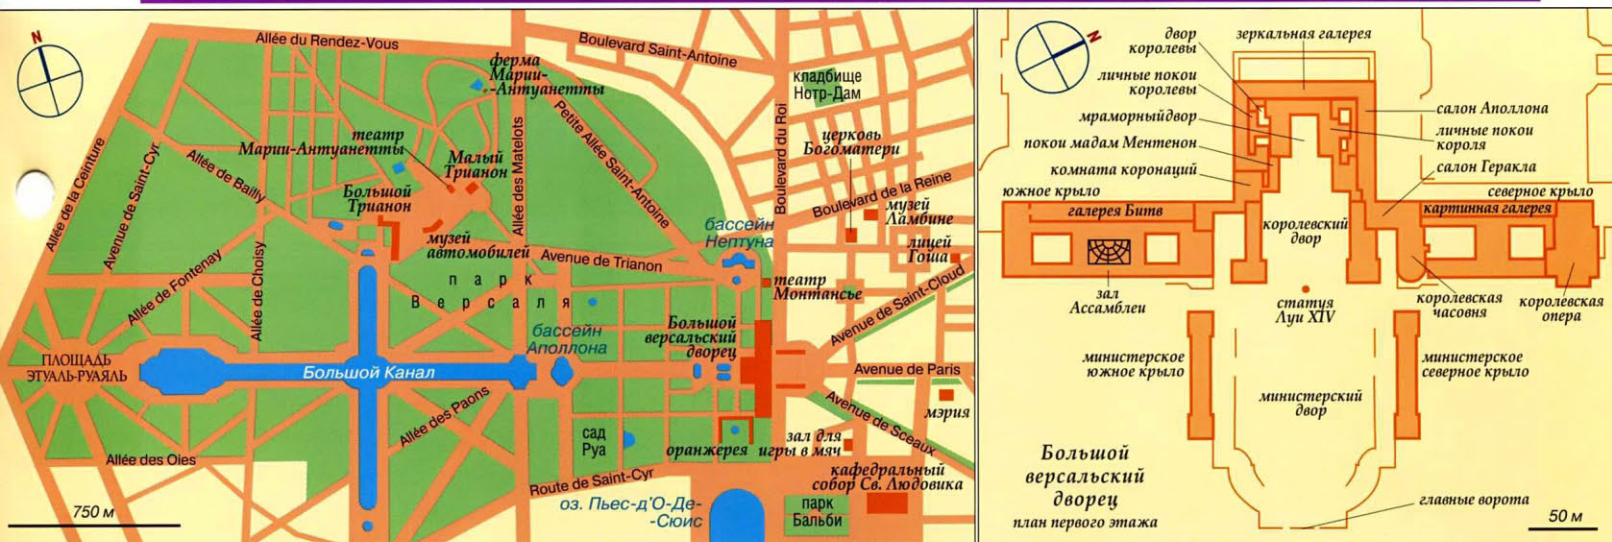 N
Allée du Rendez-Vous
Boulevard Saint-Antoine
ферма
Марии-
-Антуанетты
кладбище
Нотр-Дам
Petite Allée Saint-Antoine
Allée des Matelots
Boulevard du Roi
театр
Марии-Антуанетты
Малый
Трианон
церковь
Богоматери
Allée de la Ceinture
Avenue de Saint-Cyr
Allée de Bailly
Большой
Трианон
Boulevard de la Reine
музей
Ламбине
музей
автомобилей
бассейн
Нептуна
лицей
Гоша
Allée de Fontenay
Allée de Choisy
Avenue de Trianon
парк
Версаля
театр
Монтансье
Avenue de Saint-Cloud
бассейн
Аполлона
Большой
версальский
дворец
ПЛОЩАДЬ
ЭТУАЛЬ-РУАЯЛЬ
Большой Канал
Avenue de Paris
Allée des Paons
Avenue de Sceaux
мэрия
сад
Руа
оранжерея
зал для
игры в мяч
Allée des Oies
Route de Saint-Cyr
кафедральный
собор Св. Людовика
оз. Пьес-д'О-Де-
-Сюис
парк
Бальби
750 м
N
двор
королевы
зеркальная галерея
личные покои
королевы
салон Аполлона
мраморныйдвор
личные покои
короля
покои мадам Ментенон
комната коронаций
салон Геракла
южное крыло
северное крыло
галерея Битв
картинная галерея
королевский
двор
зал
Ассамблеи
статуя
Луи XIV
королевская
часовня
королевская
опера
министерское
южное крыло
министерское
северное крыло
министерский
двор
Большой
версальский
дворец
план первого этажа
главные ворота
50 м